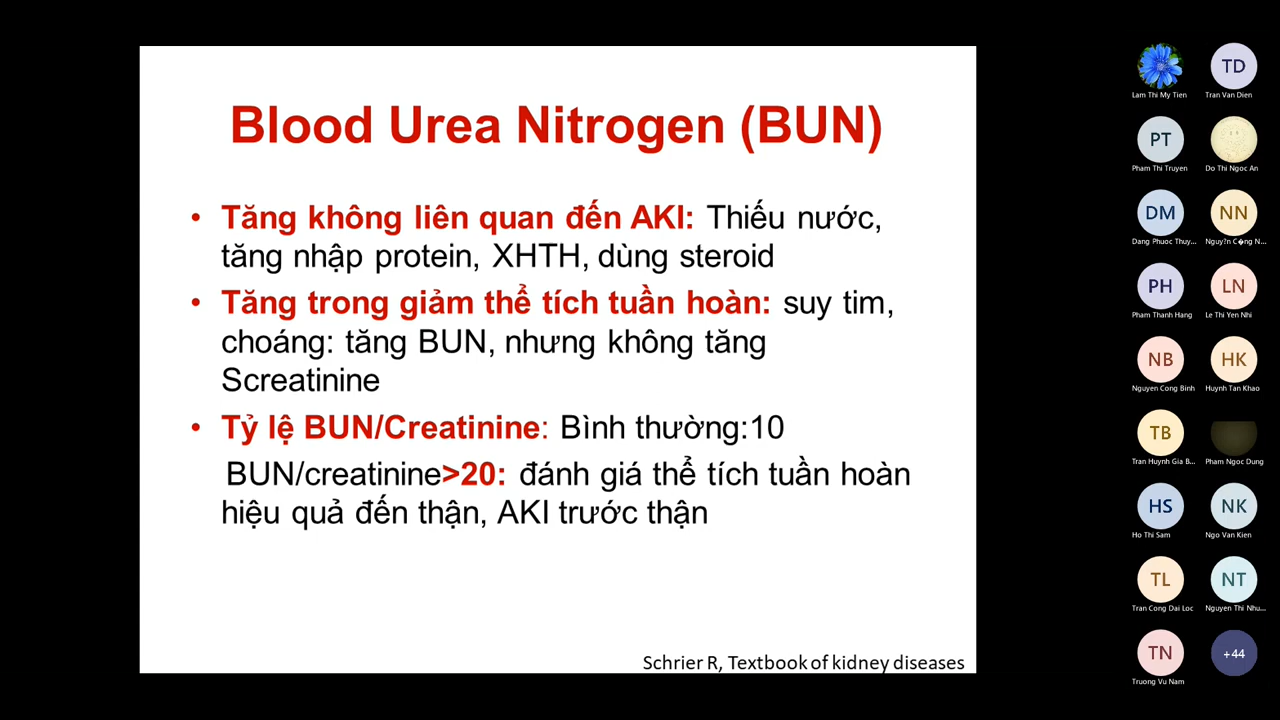 Blood Urea Nitrogen (BUN)
• Tăng không liên quan đến AKI: Thiếu nước,
tăng nhập protein, XHTH, dùng steroid
• Tăng trong giảm thể tích tuần hoàn: suy tim,
choáng: tăng BUN, nhưng không tăng
Screatinine
• Tỷ lệ BUN/Creatinine: Bình thường:10
BUN/creatinine>20: đánh giá thể tích tuần hoàn
hiệu quả đến thận, AKI trước thận
Schrier R, Textbook of kidney diseases
Lam Thi My Tien
TD
Tran Van Dien
PT
Pham Thi Truyen
Do Thi Ngoc An
DM
Dang Phuoc Thuy...
NN
Nguy?n C�ng N...
PH
Pham Thanh Hang
LN
Le Thi Yen Nhi
NB
Nguyen Cong Binh
HK
Huynh Tan Khao
TB
Tran Huynh Gia B...
Pham Ngoc Dung
HS
Ho Thi Sam
NK
Ngo Van Kien
TL
Tran Cong Dai Loc
NT
Nguyen Thi Nhu...
TN
Truong Vu Nam
+44